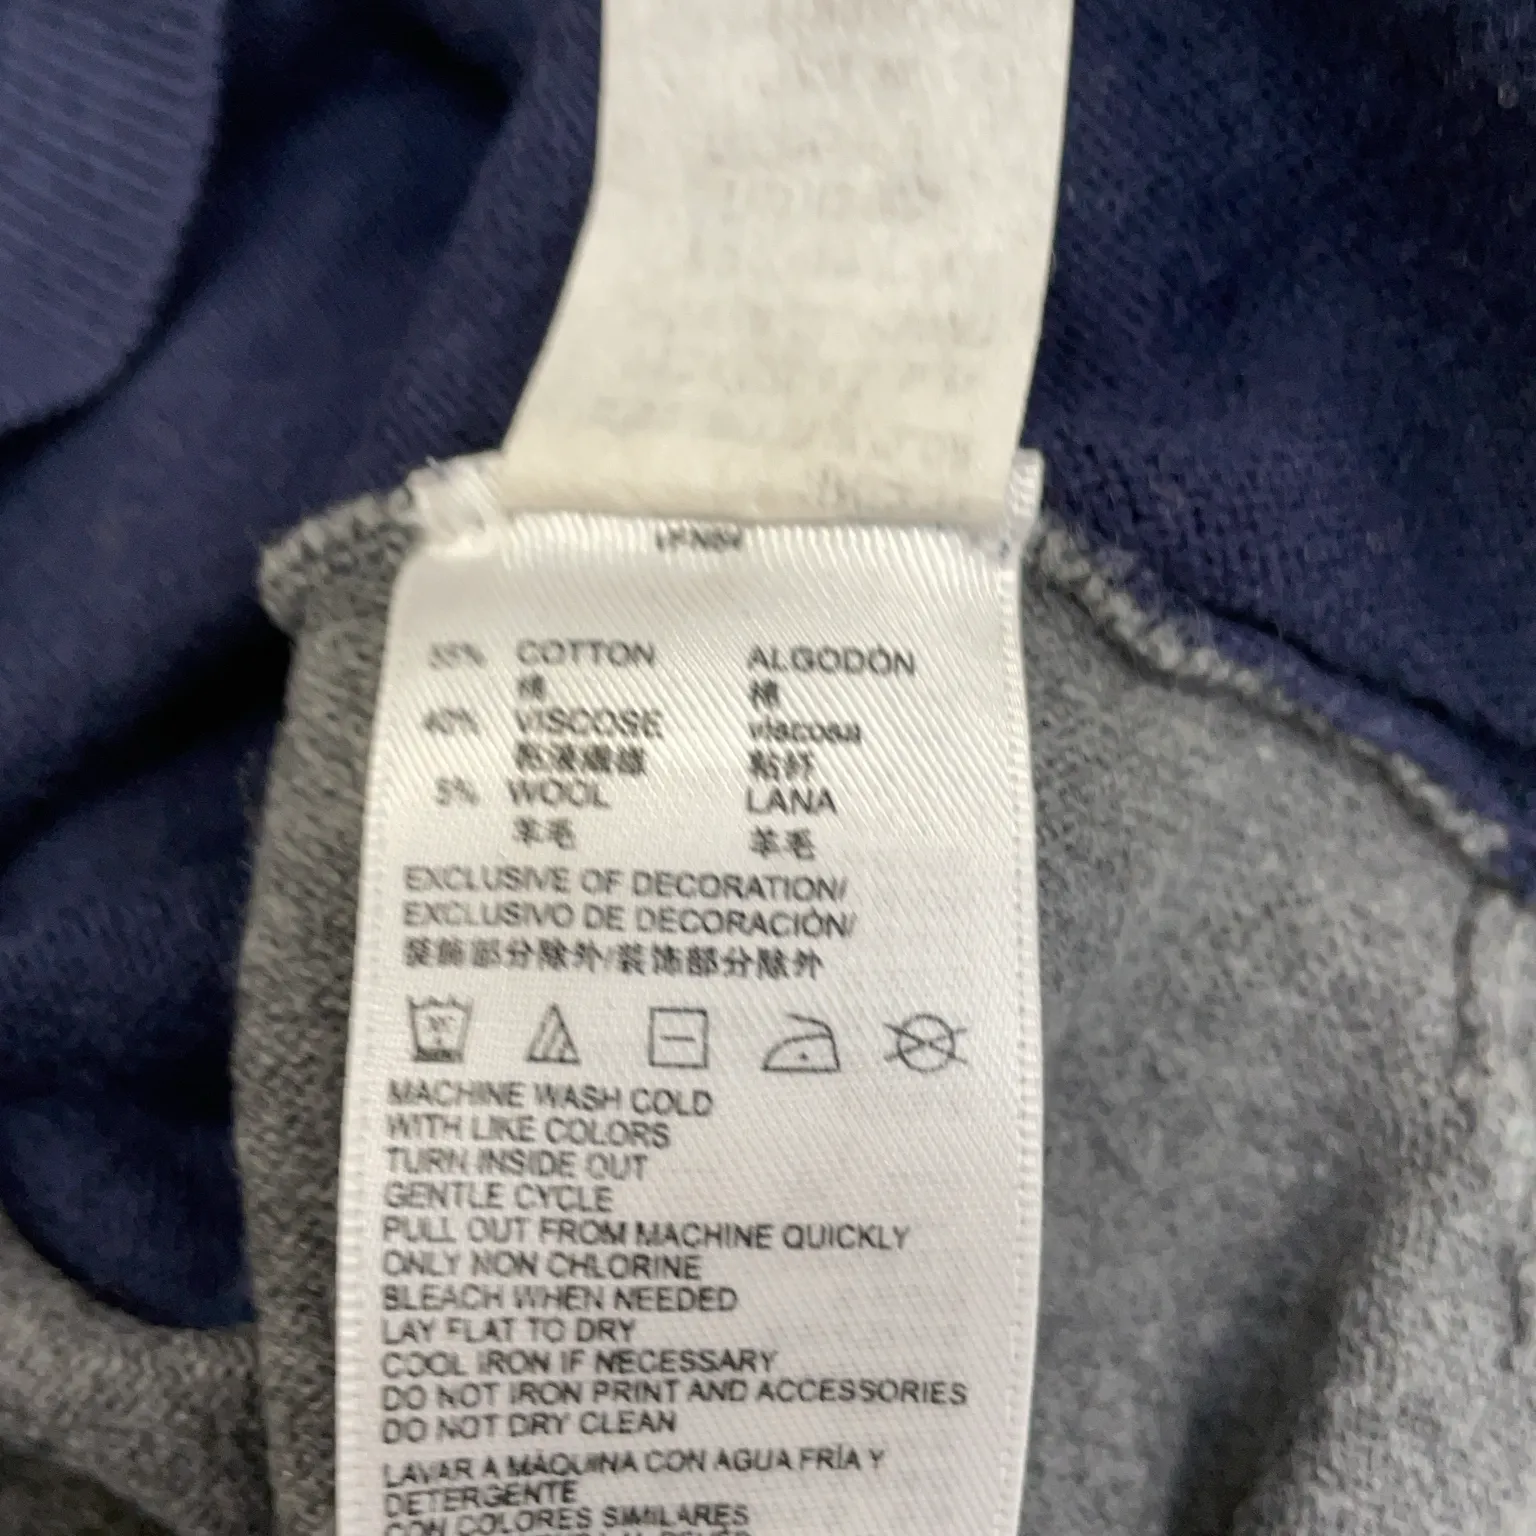 55% COTTON ALGODÓN
棉 棉
40% VISCOSE viscosa
黏液纖維 粘纤
5% WOOL LANA
羊毛 羊毛
EXCLUSIVE OF DECORATION/
EXCLUSIVO DE DECORACIÓN/
裝飾部分除外/装饰部分除外
MACHINE WASH COLD
WITH LIKE COLORS
TURN INSIDE OUT
GENTLE CYCLE
PULL OUT FROM MACHINE QUICKLY
ONLY NON CHLORINE
BLEACH WHEN NEEDED
LAY FLAT TO DRY
COOL IRON IF NECESSARY
DO NOT IRON PRINT AND ACCESSORIES
DO NOT DRY CLEAN
LAVAR A MÁQUINA CON AGUA FRÍA Y
DETERGENTE
CON COLORES SIMILARES